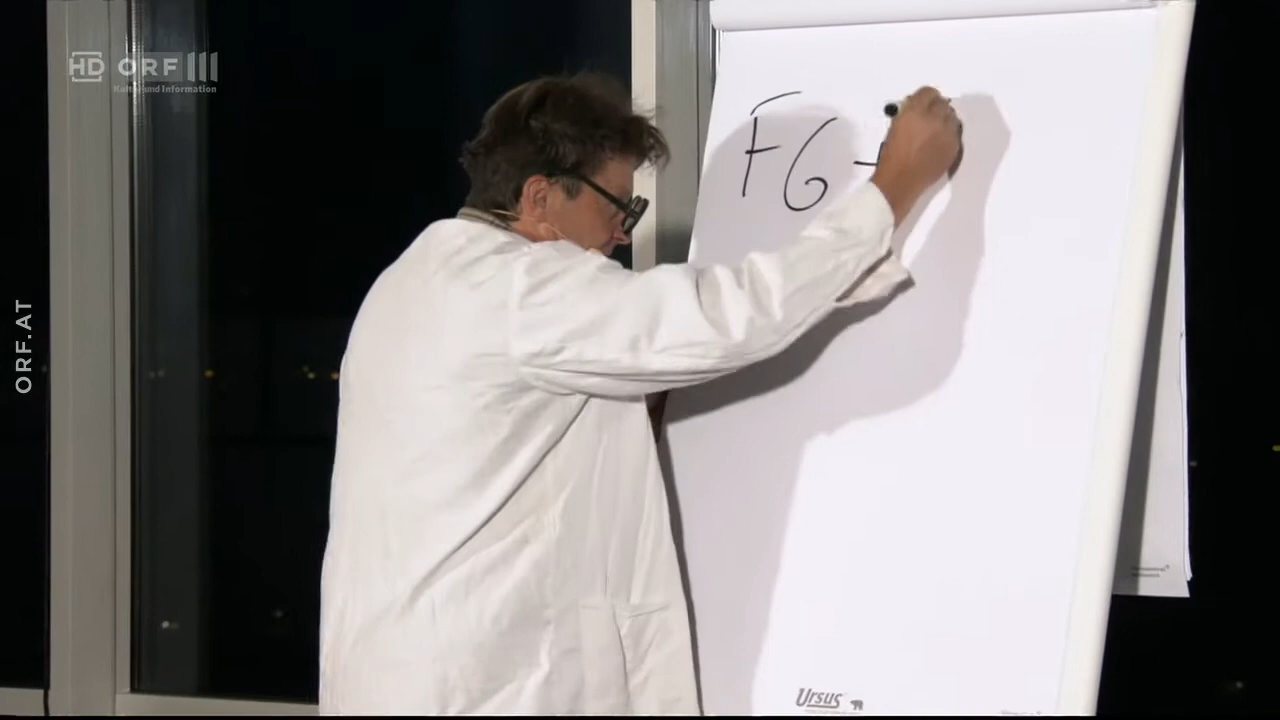 HD ORF III
Kultur und Information
ORF.AT
FG -
Ursus